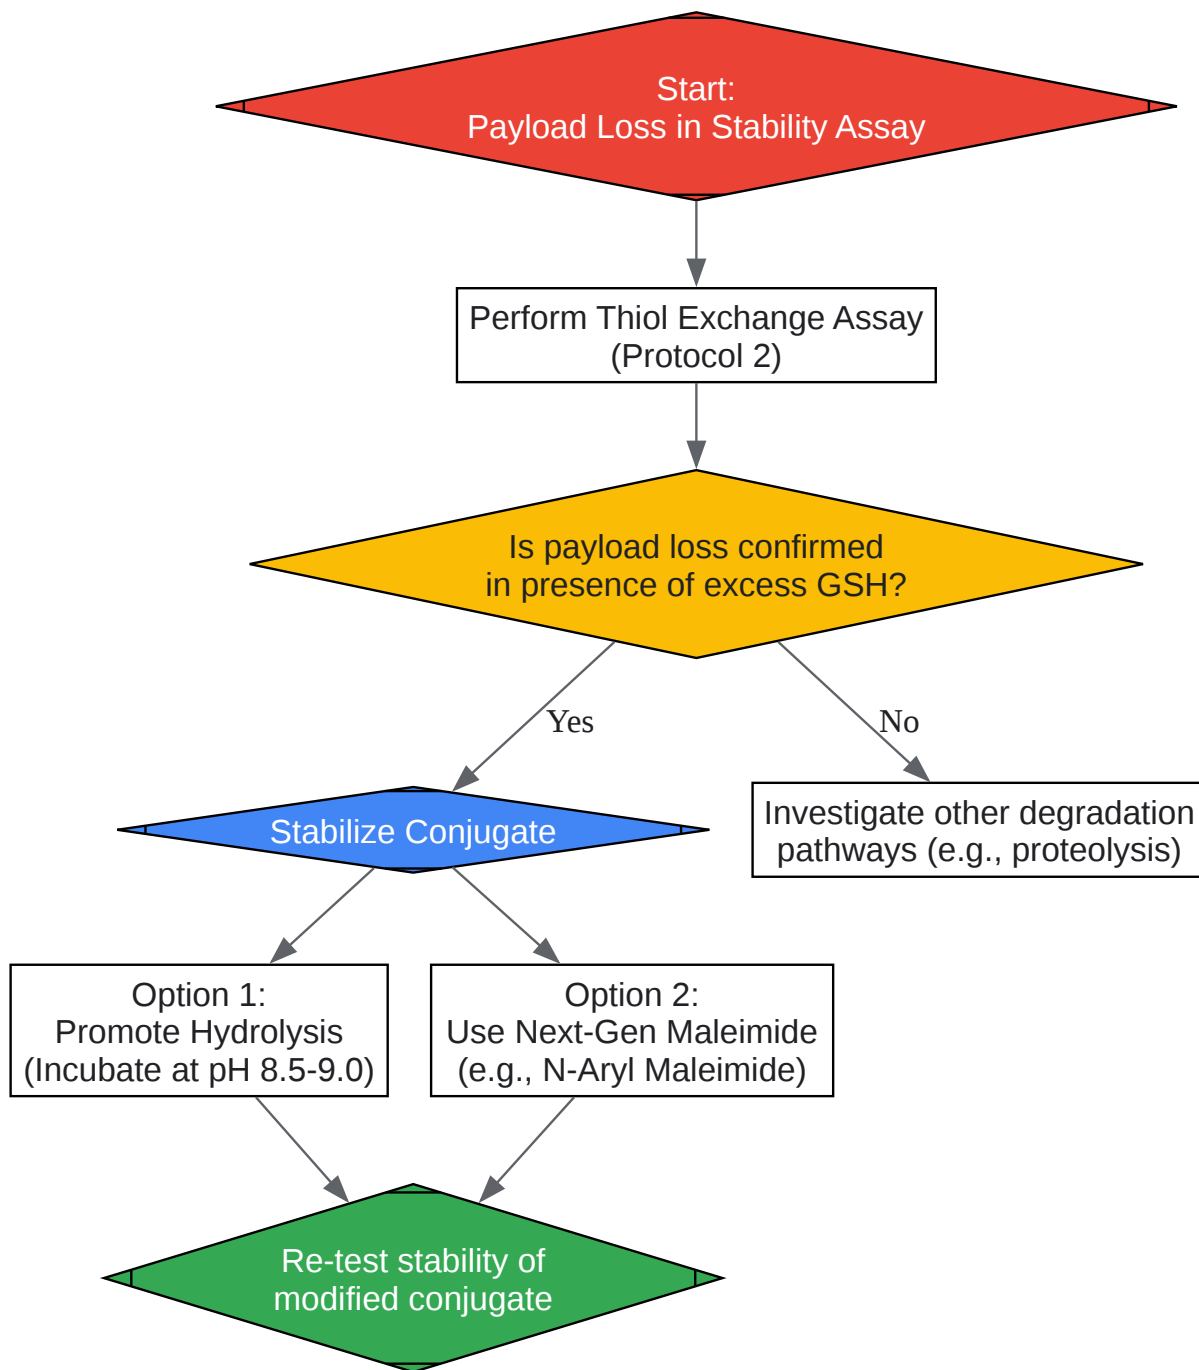 Start:
Payload Loss in Stability Assay
Perform Thiol Exchange Assay
(Protocol 2)
Is payload loss confirmed
in presence of excess GSH?
Yes
No
Stabilize Conjugate
Investigate other degradation
pathways (e.g., proteolysis)
Option 1:
Promote Hydrolysis
(Incubate at pH 8.5-9.0)
Option 2:
Use Next-Gen Maleimide
(e.g., N-Aryl Maleimide)
Re-test stability of
modified conjugate